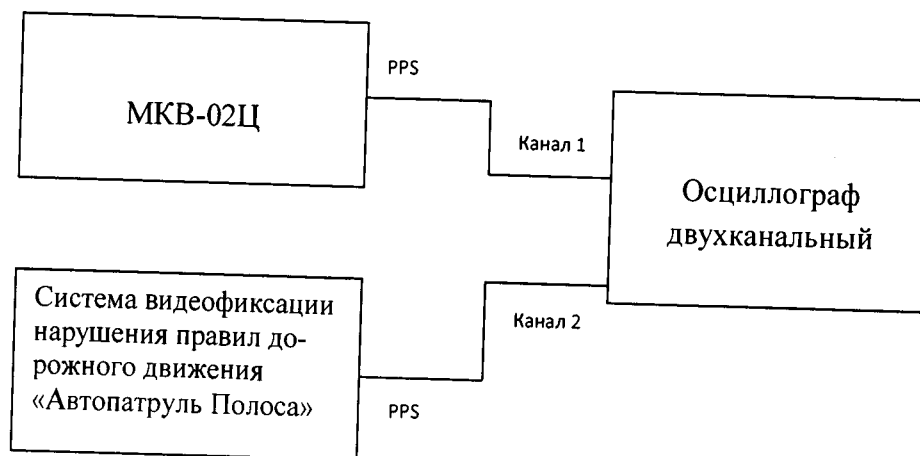 PPS
МКВ-02Ц
Канал 1
Осциллограф
двухканальный
Система видеофиксации
нарушения правил до-
рожного движения
«Автопатруль Полоса»
Канал 2
PPS